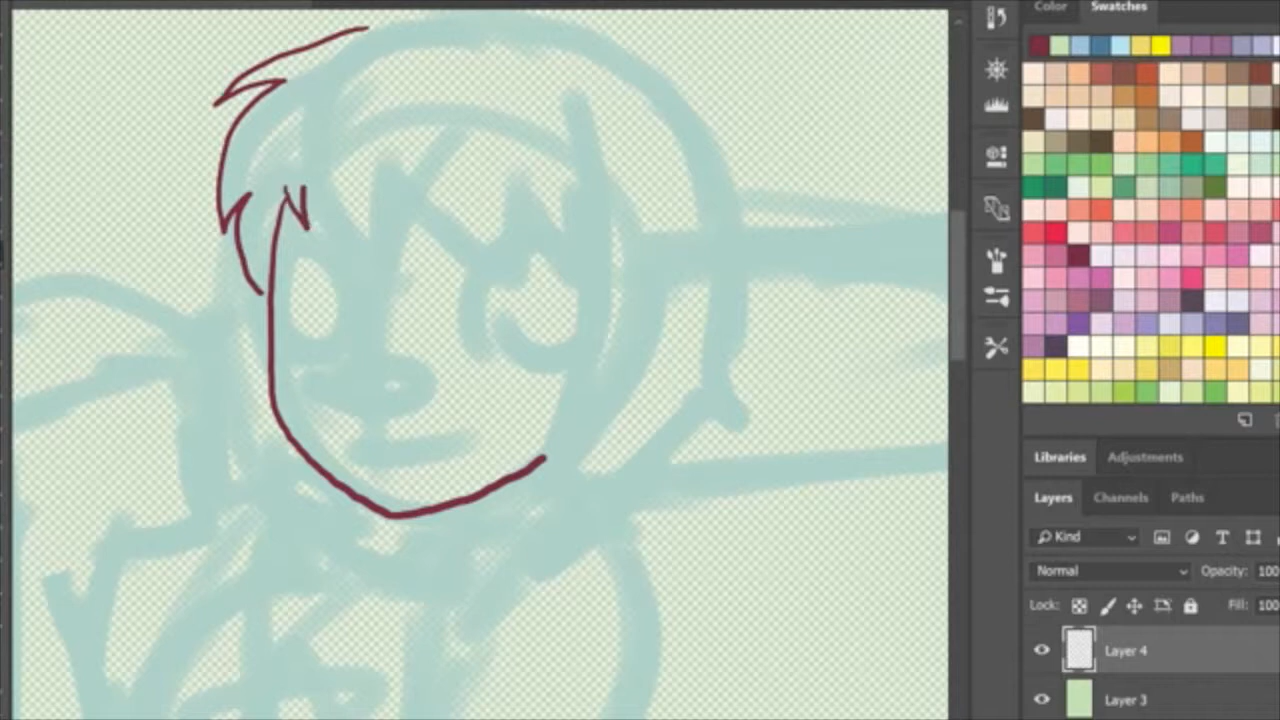 Color Swatches
Libraries Adjustments
Layers Channels Paths
Kind
Normal Opacity: 100
Lock: Fill: 100
Layer 4
Layer 3